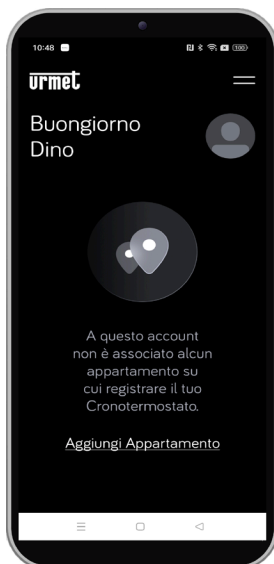 10:48
100
urmet
Buongiorno
Dino
A questo account
non è associato alcun
appartamento su
cui registrare il tuo
Cronotermostato.
Aggiungi Appartamento